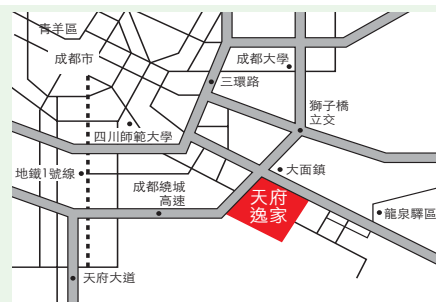 青羊區
成都市
成都大學
三環路
獅子橋
立交
四川師範大學
大面鎮
地鐵1號線
成都繞城
高速
天府
逸家
龍泉驛區
天府大道